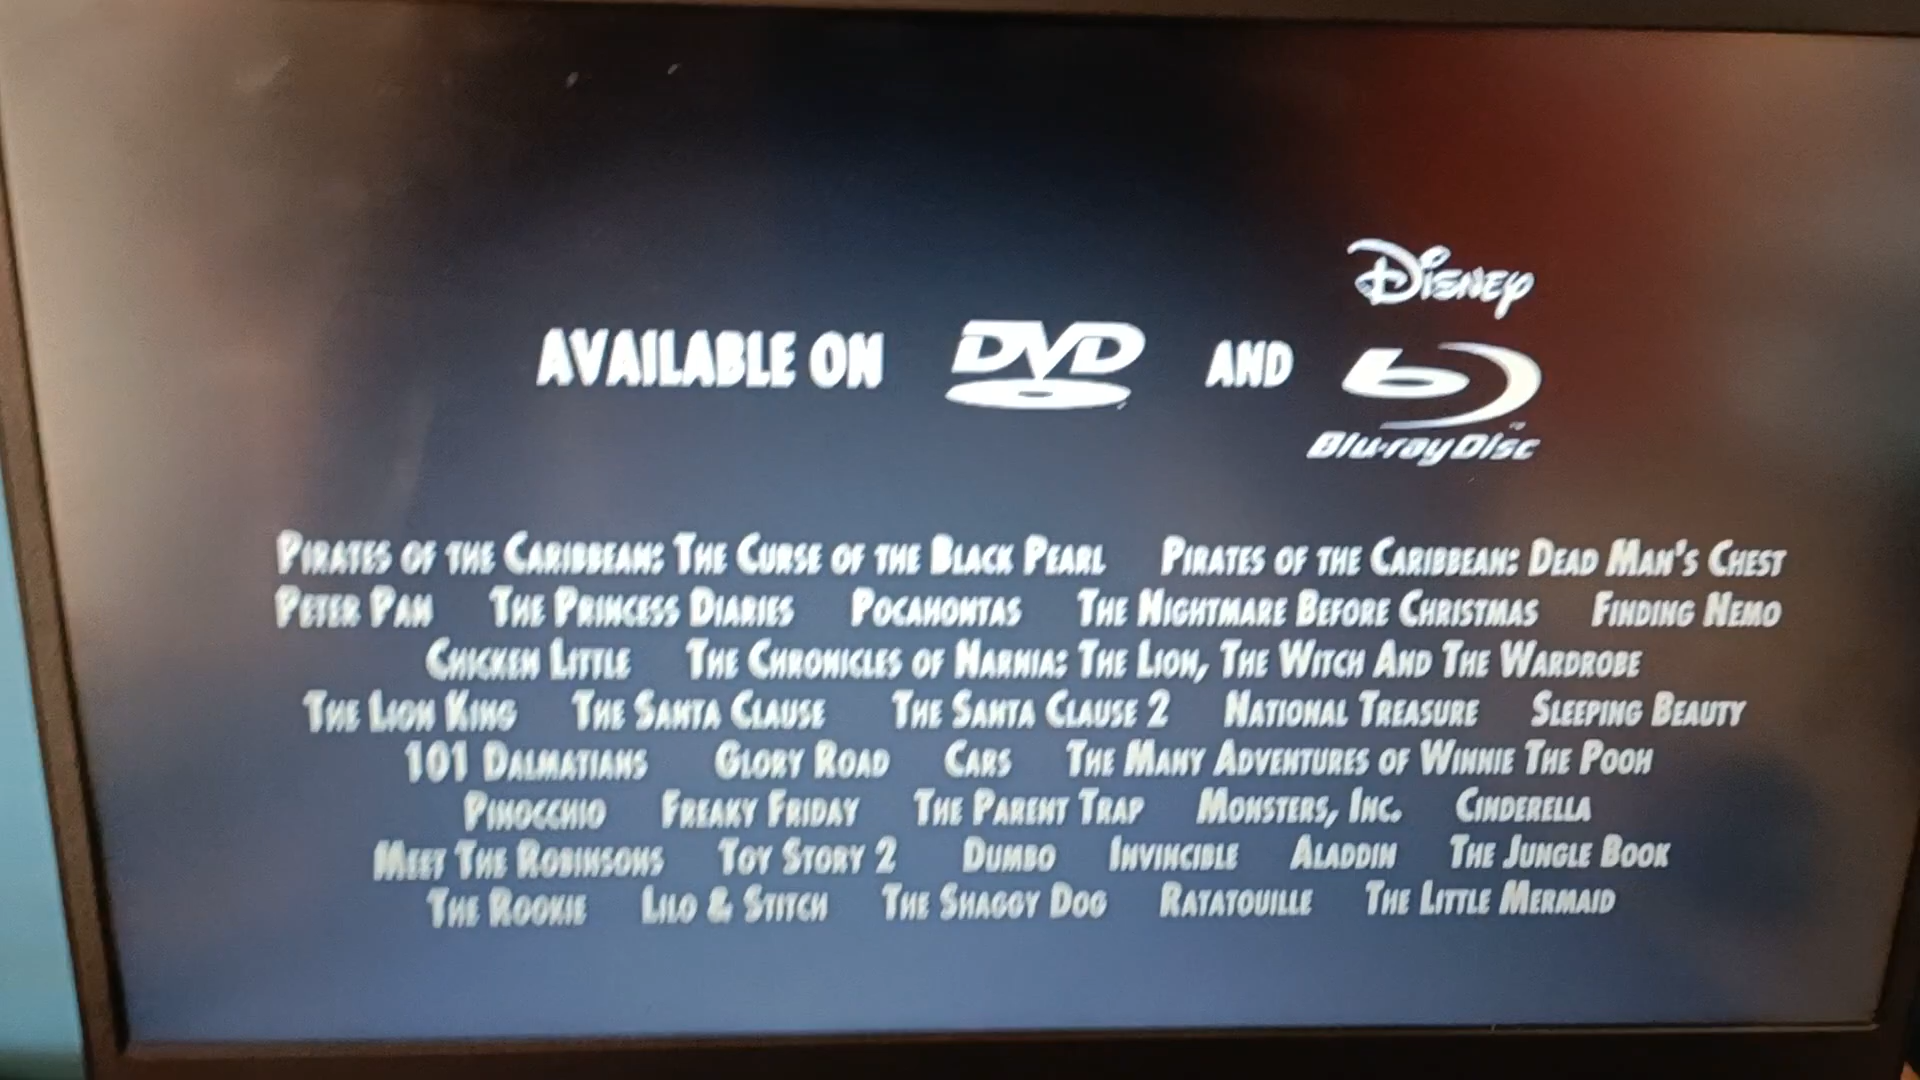 Disney
AVAILABLE ON DVD AND Blu-ray Disc
PIRATES OF THE CARIBBEAN: THE CURSE OF THE BLACK PEARL PIRATES OF THE CARIBBEAN: DEAD MAN'S CHEST
PETER PAN THE PRINCESS DIARIES POCAHONTAS THE NIGHTMARE BEFORE CHRISTMAS FINDING NEMO
CHICKEN LITTLE THE CHRONICLES OF NARNIA: THE LION, THE WITCH AND THE WARDROBE
THE LION KING THE SANTA CLAUSE THE SANTA CLAUSE 2 NATIONAL TREASURE SLEEPING BEAUTY
101 DALMATIANS GLORY ROAD CARS THE MANY ADVENTURES OF WINNIE THE POOH
PINOCCHIO FREAKY FRIDAY THE PARENT TRAP MONSTERS, INC. CINDERELLA
MEET THE ROBINSONS TOY STORY 2 DUMBO INVINCIBLE ALADDIN THE JUNGLE BOOK
THE ROOKIE LILO & STITCH THE SHAGGY DOG RATATOUILLE THE LITTLE MERMAID